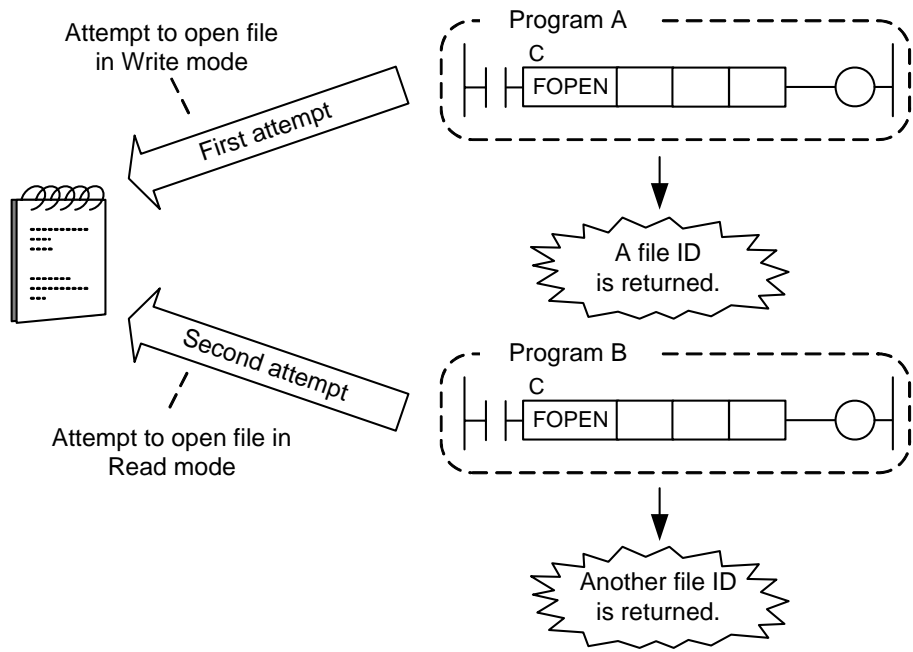 Attempt to open file
in Write mode
First attempt
Program A
C
FOPEN
A file ID
is returned.
Second attempt
Attempt to open file in
Read mode
Program B
C
FOPEN
Another file ID
is returned.